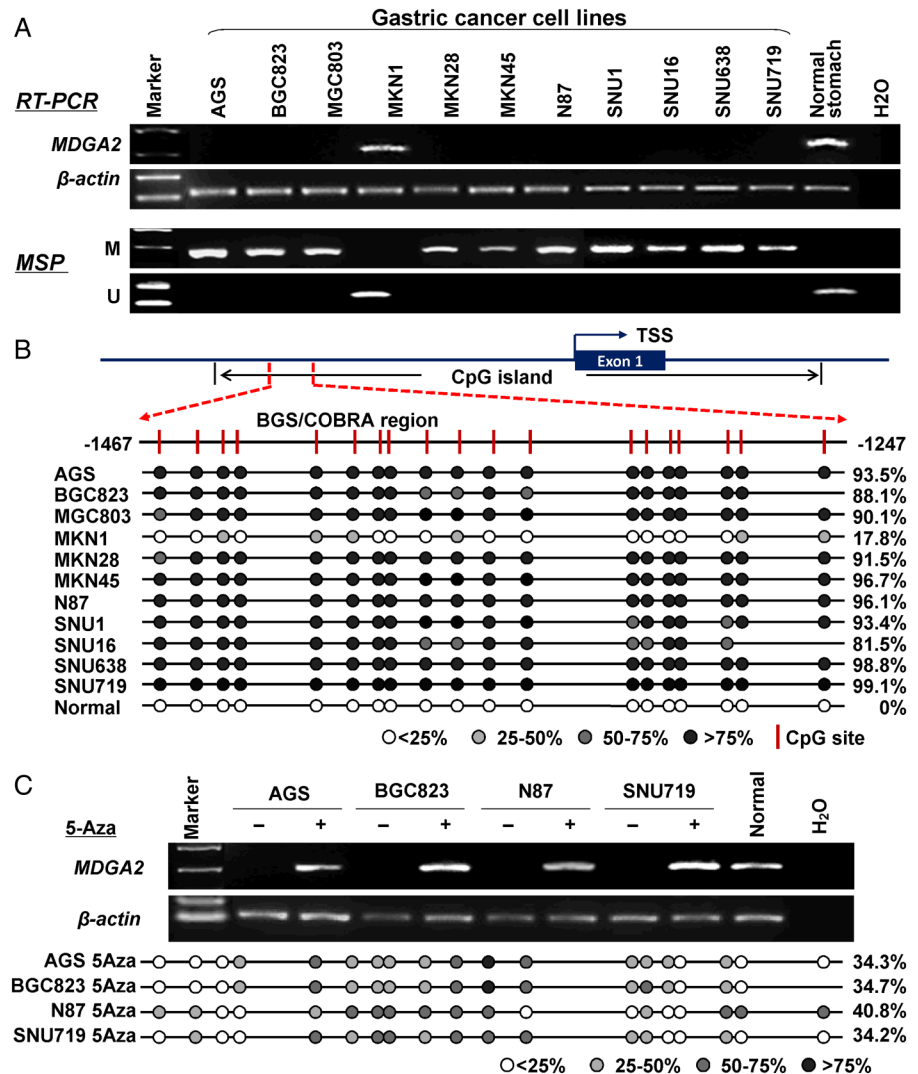 A
Gastric cancer cell lines
RT-PCR
Marker
AGS
BGC823
MGC803
MKN1
MKN28
MKN45
N87
SNU1
SNU16
SNU638
SNU719
Normal stomach
H2O
MDGA2
β-actin
MSP
M
U
B
TSS
Exon 1
CpG island
BGS/COBRA region
-1467 -1247
AGS 93.5%
BGC823 88.1%
MGC803 90.1%
MKN1 17.8%
MKN28 91.5%
MKN45 96.7%
N87 96.1%
SNU1 93.4%
SNU16 81.5%
SNU638 98.8%
SNU719 99.1%
Normal 0%
<25% 25-50% 50-75% >75% CpG site
C
Marker
AGS BGC823 N87 SNU719
Normal
H₂O
5-Aza − + − + − + − +
MDGA2
β-actin
AGS 5Aza 34.3%
BGC823 5Aza 34.7%
N87 5Aza 40.8%
SNU719 5Aza 34.2%
<25% 25-50% 50-75% >75%